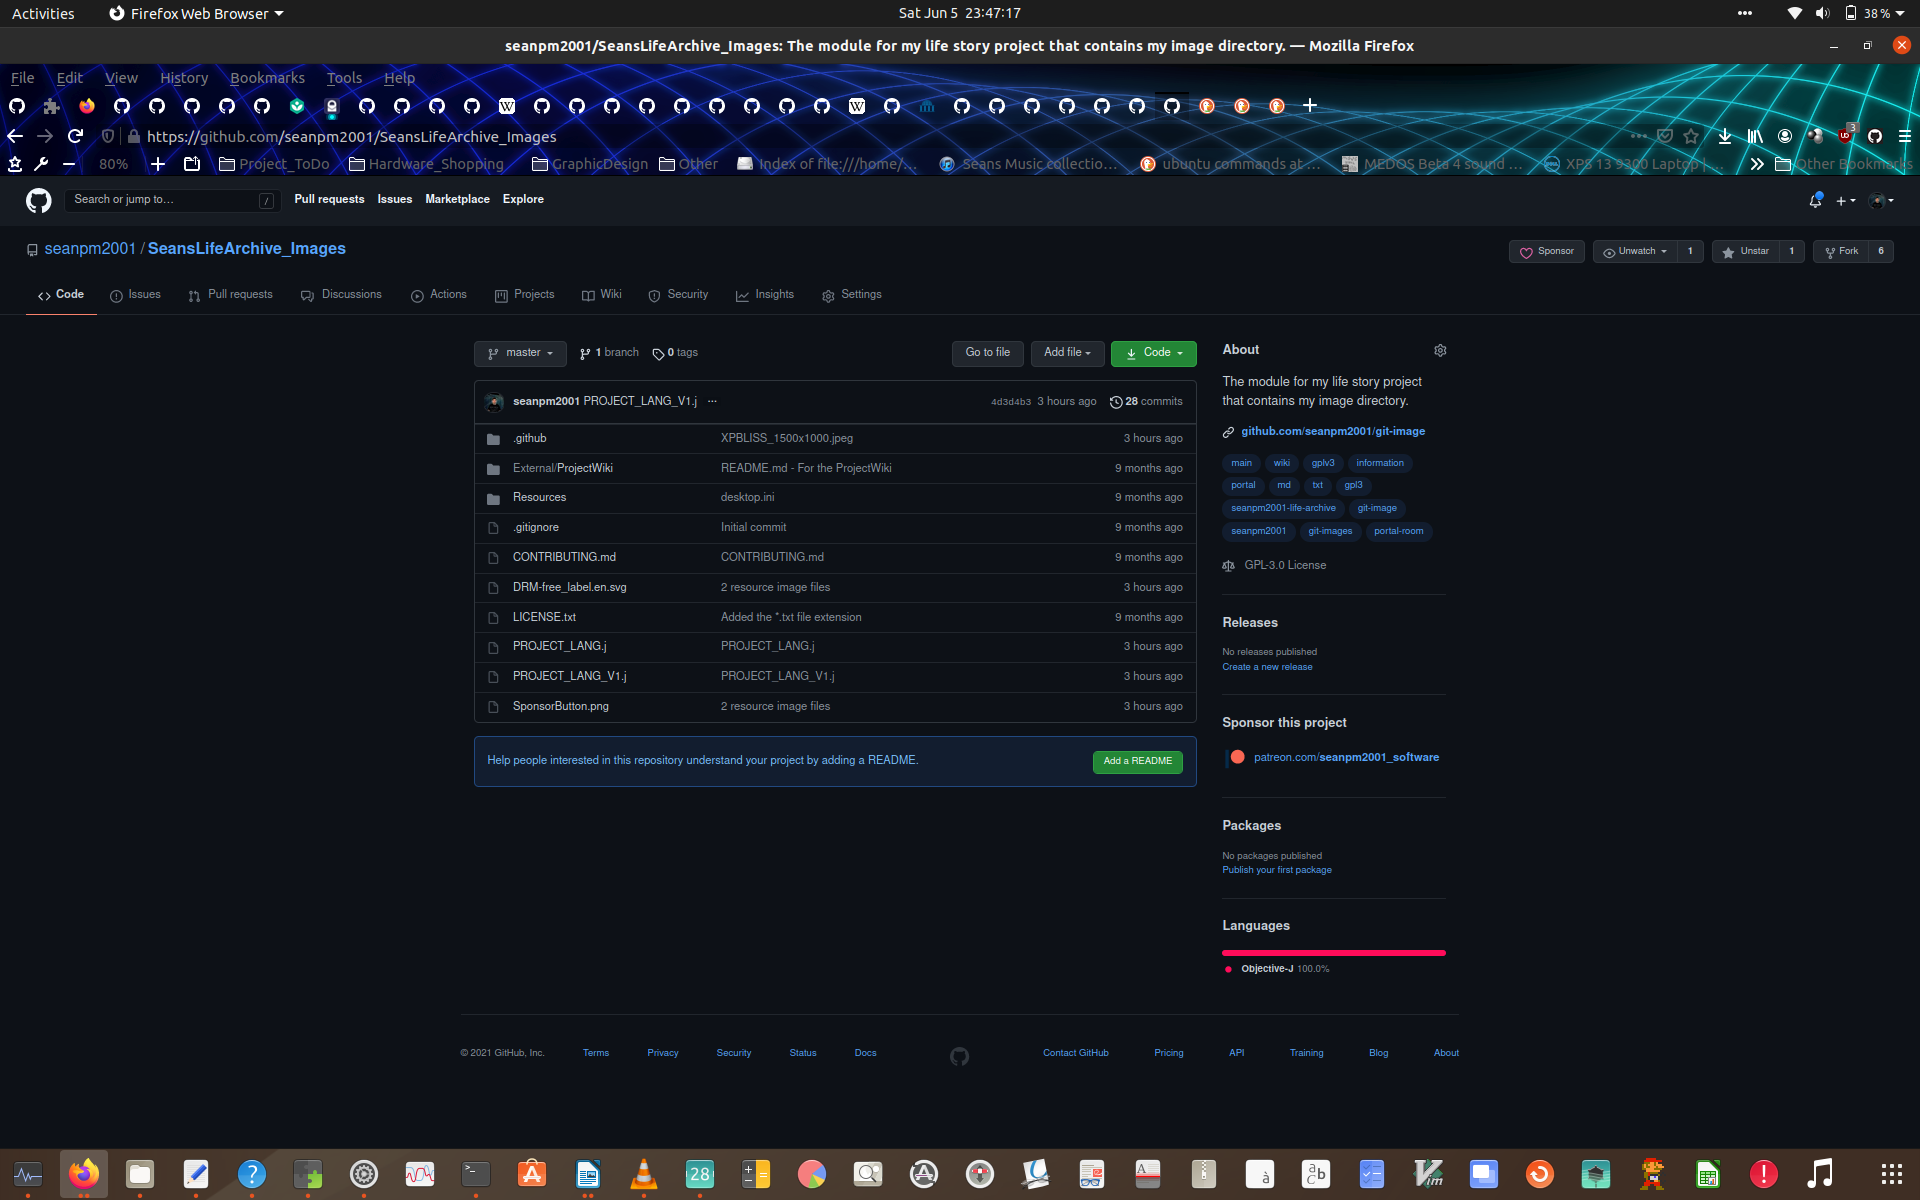 Activities Firefox Web Browser Sat Jun 5 23:47:17 38 %
seanpm2001/SeansLifeArchive_Images: The module for my life story project that contains my image directory. — Mozilla Firefox
File Edit View History Bookmarks Tools Help
https://github.com/seanpm2001/SeansLifeArchive_Images 3
80% Project_ToDo Hardware_Shopping GraphicDesign Other Index of file:///home/... Seans Music collectio... ubuntu commands at ... MEDOS Beta 4 sound ... XPS 13 9300 Laptop | ... Other Bookmarks
Search or jump to... / Pull requests Issues Marketplace Explore
seanpm2001 / SeansLifeArchive_Images Sponsor Unwatch 1 Unstar 1 Fork 6
Code Issues Pull requests Discussions Actions Projects Wiki Security Insights Settings
master 1 branch 0 tags Go to file Add file Code
seanpm2001 PROJECT_LANG_V1.j ... 4d3d4b3 3 hours ago 28 commits
.github XPBLISS_1500x1000.jpeg 3 hours ago
External/ProjectWiki README.md - For the ProjectWiki 9 months ago
Resources desktop.ini 9 months ago
.gitignore Initial commit 9 months ago
CONTRIBUTING.md CONTRIBUTING.md 9 months ago
DRM-free_label.en.svg 2 resource image files 3 hours ago
LICENSE.txt Added the *.txt file extension 9 months ago
PROJECT_LANG.j PROJECT_LANG.j 3 hours ago
PROJECT_LANG_V1.j PROJECT_LANG_V1.j 3 hours ago
SponsorButton.png 2 resource image files 3 hours ago
Help people interested in this repository understand your project by adding a README. Add a README
About
The module for my life story project
that contains my image directory.
github.com/seanpm2001/git-image
main wiki gplv3 information
portal md txt gpl3
seanpm2001-life-archive git-image
seanpm2001 git-images portal-room
GPL-3.0 License
Releases
No releases published
Create a new release
Sponsor this project
patreon.com/seanpm2001_software
Packages
No packages published
Publish your first package
Languages
Objective-J 100.0%
© 2021 GitHub, Inc. Terms Privacy Security Status Docs Contact GitHub Pricing API Training Blog About
28